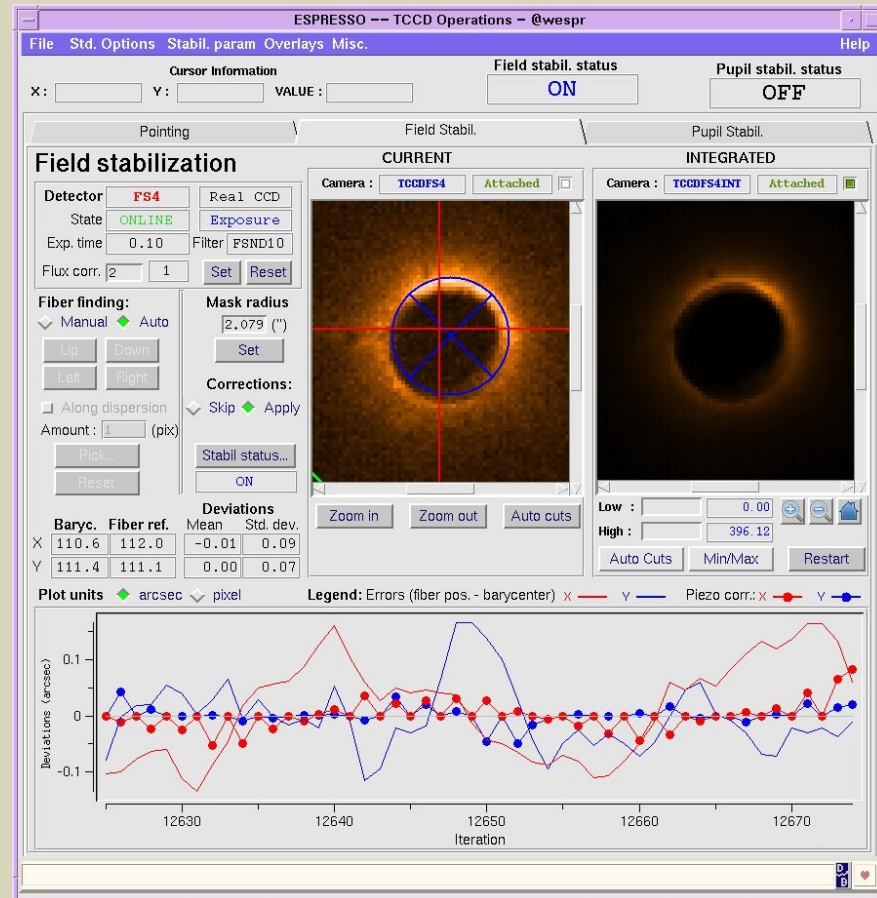 ESPRESSO –– TCCD Operations – @wespr
File Std. Options Stabil. param Overlays Misc. Help
Cursor Information
X: Y: VALUE:
Field stabil. status
ON
Pupil stabil. status
OFF
Pointing Field Stabil. Pupil Stabil.
Field stabilization
Detector FS4 Real CCD
State ONLINE Exposure
Exp. time 0.10 Filter FSND10
Flux corr. 2 1 Set Reset
Fiber finding:
Manual Auto
Up Down
Left Right
Along dispersion
Amount: 1 (pix)
Pick...
Reset
Mask radius
2.079 (")
Set
Corrections:
Skip Apply
Stabil status...
ON
Deviations
Baryc. Fiber ref. Mean Std. dev.
X 110.6 112.0 -0.01 0.09
Y 111.4 111.1 0.00 0.07
CURRENT
Camera : TCCDFS4 Attached
Zoom in Zoom out Auto cuts
INTEGRATED
Camera : TCCDFS4INT Attached
Low : 0.00
High : 396.12
Auto Cuts Min/Max Restart
Plot units arcsec pixel Legend: Errors (fiber pos. - barycenter) X Y Piezo corr.: X Y
Deviations (arcsec)
0.1
0
-0.1
12630 12640 12650 12660 12670
Iteration